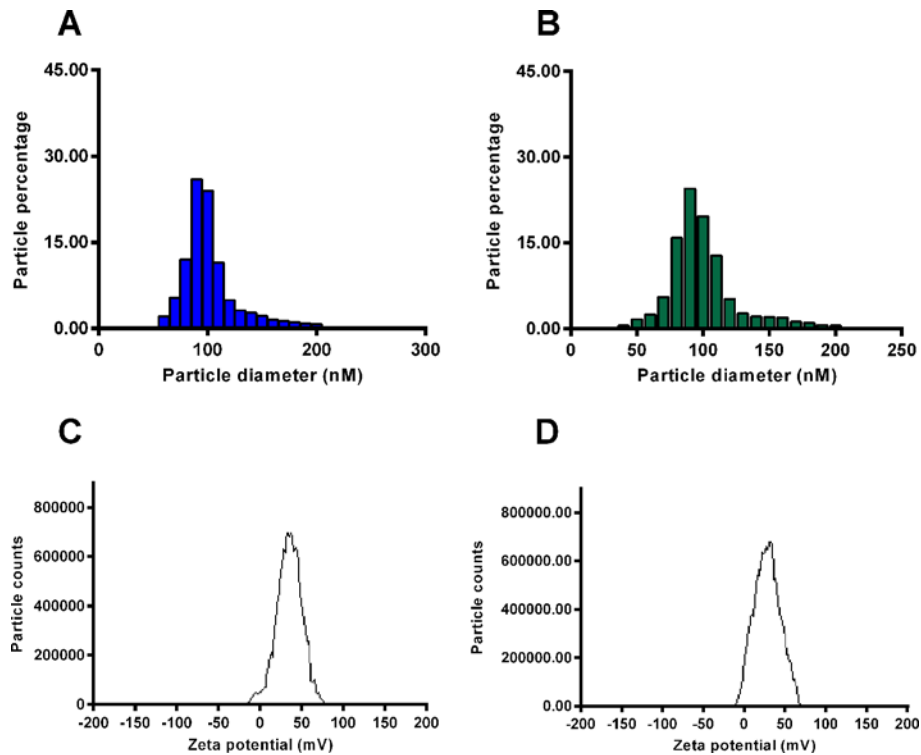 A
45.00
30.00
15.00
0.00
0 100 200 300
Particle percentage
Particle diameter (nM)
B
45.00
30.00
15.00
0.00
0 50 100 150 200 250
Particle percentage
Particle diameter (nM)
C
800000
600000
400000
200000
0
-200 -150 -100 -50 0 50 100 150 200
Particle counts
Zeta potential (mV)
D
800000.00
600000.00
400000.00
200000.00
0.00
-200 -150 -100 -50 0 50 100 150 200
Particle counts
Zeta potential (mV)